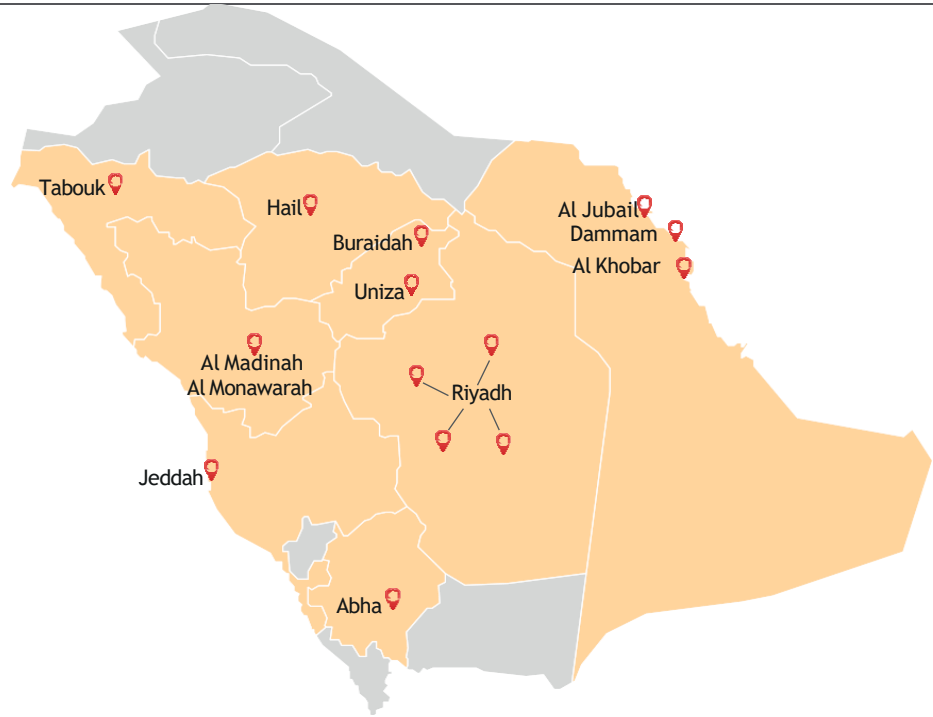 Tabouk
Hail
Al Jubail
Dammam
Buraidah
Al Khobar
Uniza
Al Madinah
Al Monawarah
Riyadh
Jeddah
Abha